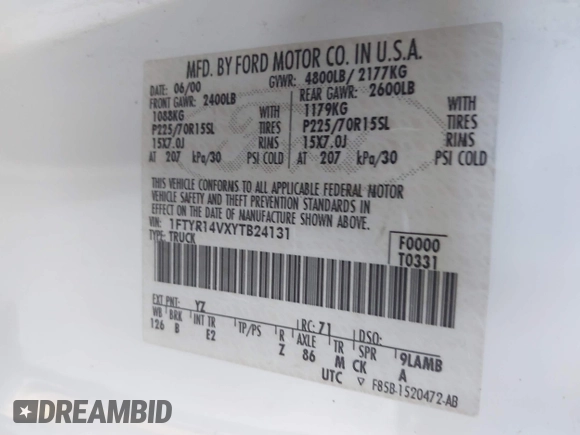 MFD. BY FORD MOTOR CO. IN U.S.A.
DATE: 06/00 GVWR: 4800LB/ 2177KG
FRONT GAWR: 2400LB REAR GAWR: 2600LB
1088KG WITH 1179KG WITH
P225/70R15SL TIRES P225/70R15SL TIRES
15X7.0J RIMS 15X7.0J RIMS
AT 207 kPa/30 PSI COLD AT 207 kPa/30 PSI COLD
THIS VEHICLE CONFORMS TO ALL APPLICABLE FEDERAL MOTOR
VEHICLE SAFETY AND THEFT PREVENTION STANDARDS IN
EFFECT ON THE DATE OF MANUFACTURE SHOWN ABOVE.
VIN: 1FTYR14VXYTB24131 F0000
TYPE: TRUCK T0331
EXT PNT: YZ RC: 71 DSO:
WB BRK INT TR TP/PS R AXLE TR SPR 9LAMB
126 B E2 Z 86 M CK A
UTC ▽ F85B-1520472-AB
DREAMBID